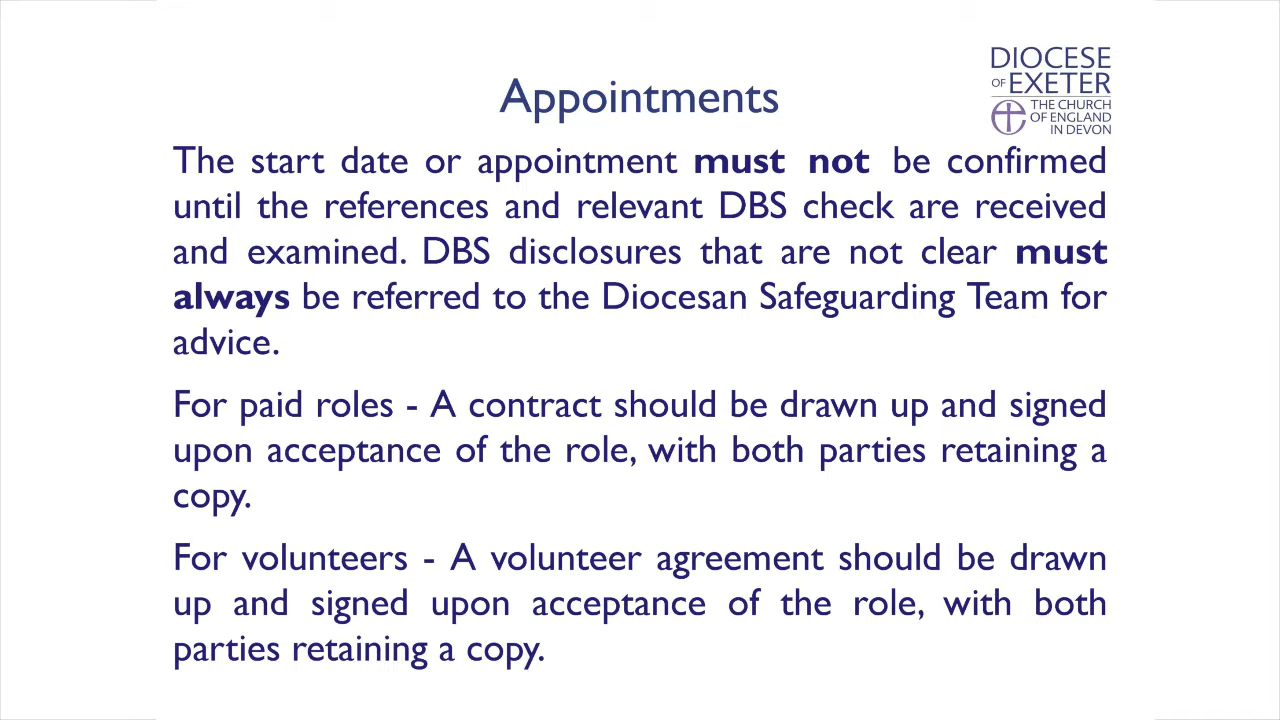 DIOCESE
OF EXETER
THE CHURCH
OF ENGLAND
IN DEVON
Appointments
The start date or appointment must not be confirmed
until the references and relevant DBS check are received
and examined. DBS disclosures that are not clear must
always be referred to the Diocesan Safeguarding Team for
advice.
For paid roles - A contract should be drawn up and signed
upon acceptance of the role, with both parties retaining a
copy.
For volunteers - A volunteer agreement should be drawn
up and signed upon acceptance of the role, with both
parties retaining a copy.